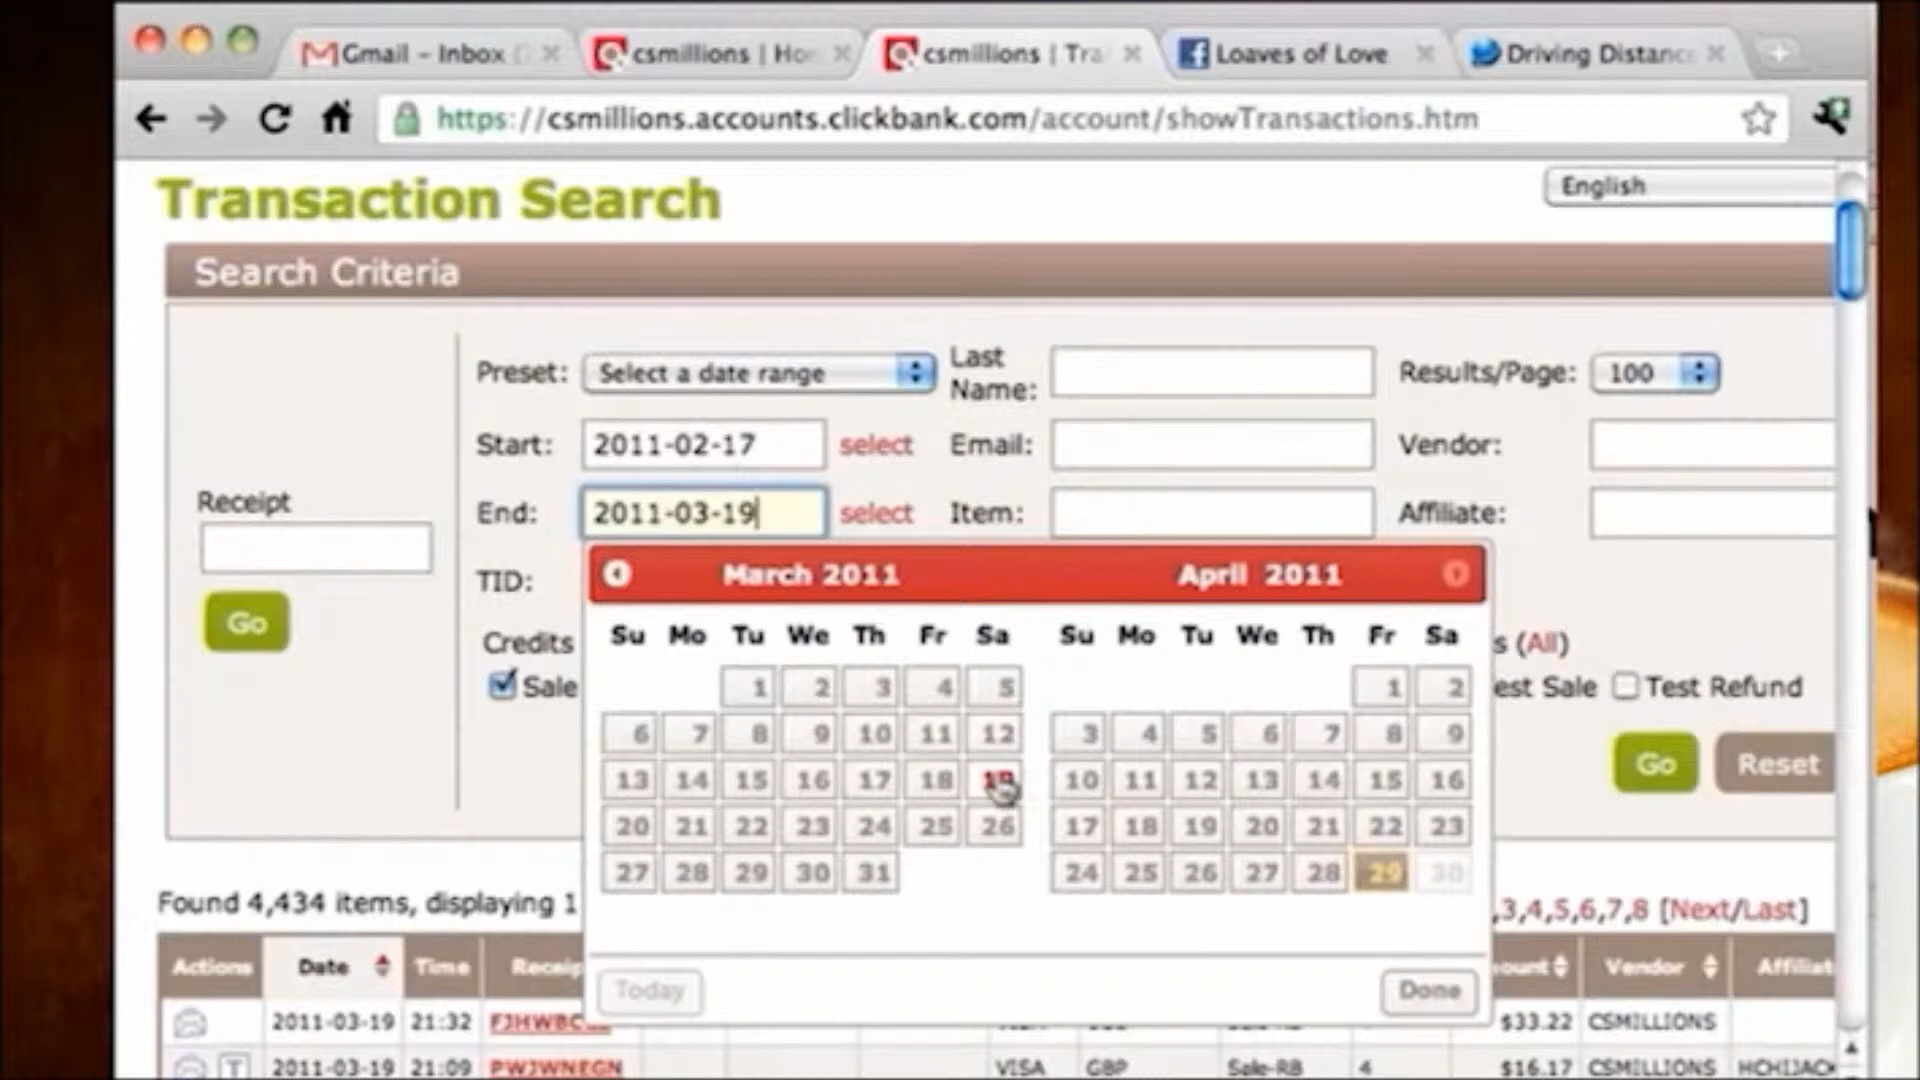 Gmail - Inbox
csmillions | Ho
csmillions | Tra
Loaves of Love
Driving Distanc
https://csmillions.accounts.clickbank.com/account/showTransactions.htm
Transaction Search
English
Search Criteria
Preset: Select a date range Last Name: Results/Page: 100
Start: 2011-02-17 select Email: Vendor:
Receipt End: 2011-03-19 select Item: Affiliate:
TID:
Go
March 2011 April 2011
Su Mo Tu We Th Fr Sa Su Mo Tu We Th Fr Sa
Credits s (All)
Sale 1 2 3 4 5 1 2 est Sale Test Refund
6 7 8 9 10 11 12 3 4 5 6 7 8 9
13 14 15 16 17 18 19 10 11 12 13 14 15 16
Go Reset
20 21 22 23 24 25 26 17 18 19 20 21 22 23
27 28 29 30 31 24 25 26 27 28 29 30
Found 4,434 items, displaying 1 ,3,4,5,6,7,8 [Next/Last]
Today Done
Actions Date Time Receip ount Vendor Affiliat
2011-03-19 21:32 $33.22 CSMILLIONS
T 2011-03-19 21:09 PWJWNEGN VISA GBP Sale-RB 4 $16.17 CSMILLIONS HCHIJACK